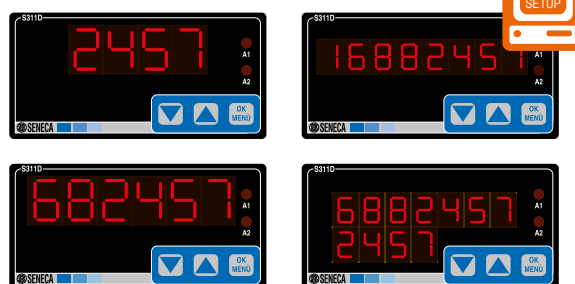 SETUP
S311D
2457
A1
A2
OK
MENÙ
SENECA
S311D
16882457
A1
A2
OK
MENÙ
SENECA
S311D
682457
A1
A2
OK
MENÙ
SENECA
S311D
6882457
2457
A1
A2
OK
MENÙ
SENECA